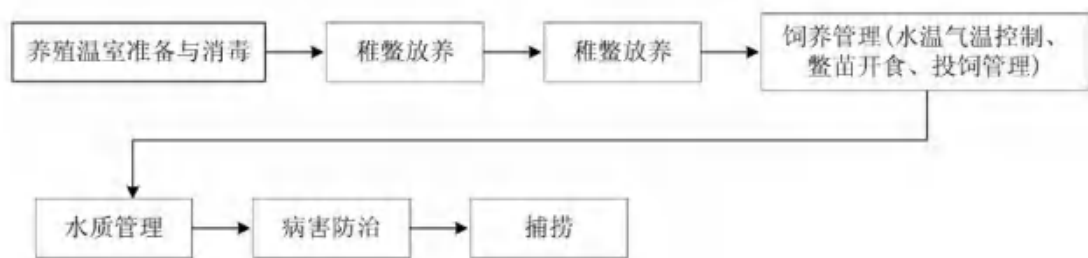 养殖温室准备与消毒
稚鳖放养
稚鳖放养
饲养管理(水温气温控制、
鳖苗开食、投饲管理)
水质管理
病害防治
捕捞